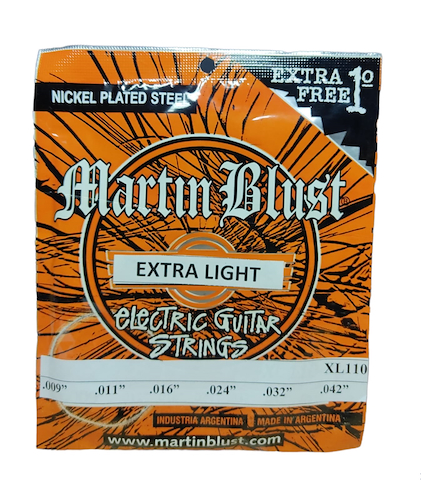 EXTRA
FREE 1º
NICKEL PLATED STEEL
Martin Blust
EXTRA LIGHT
ELECTRIC GUITAR
STRINGS
XL110
.009" .011" .016" .024" .032" .042"
INDUSTRIA ARGENTINA MADE IN ARGENTINA
www.martinblust.com